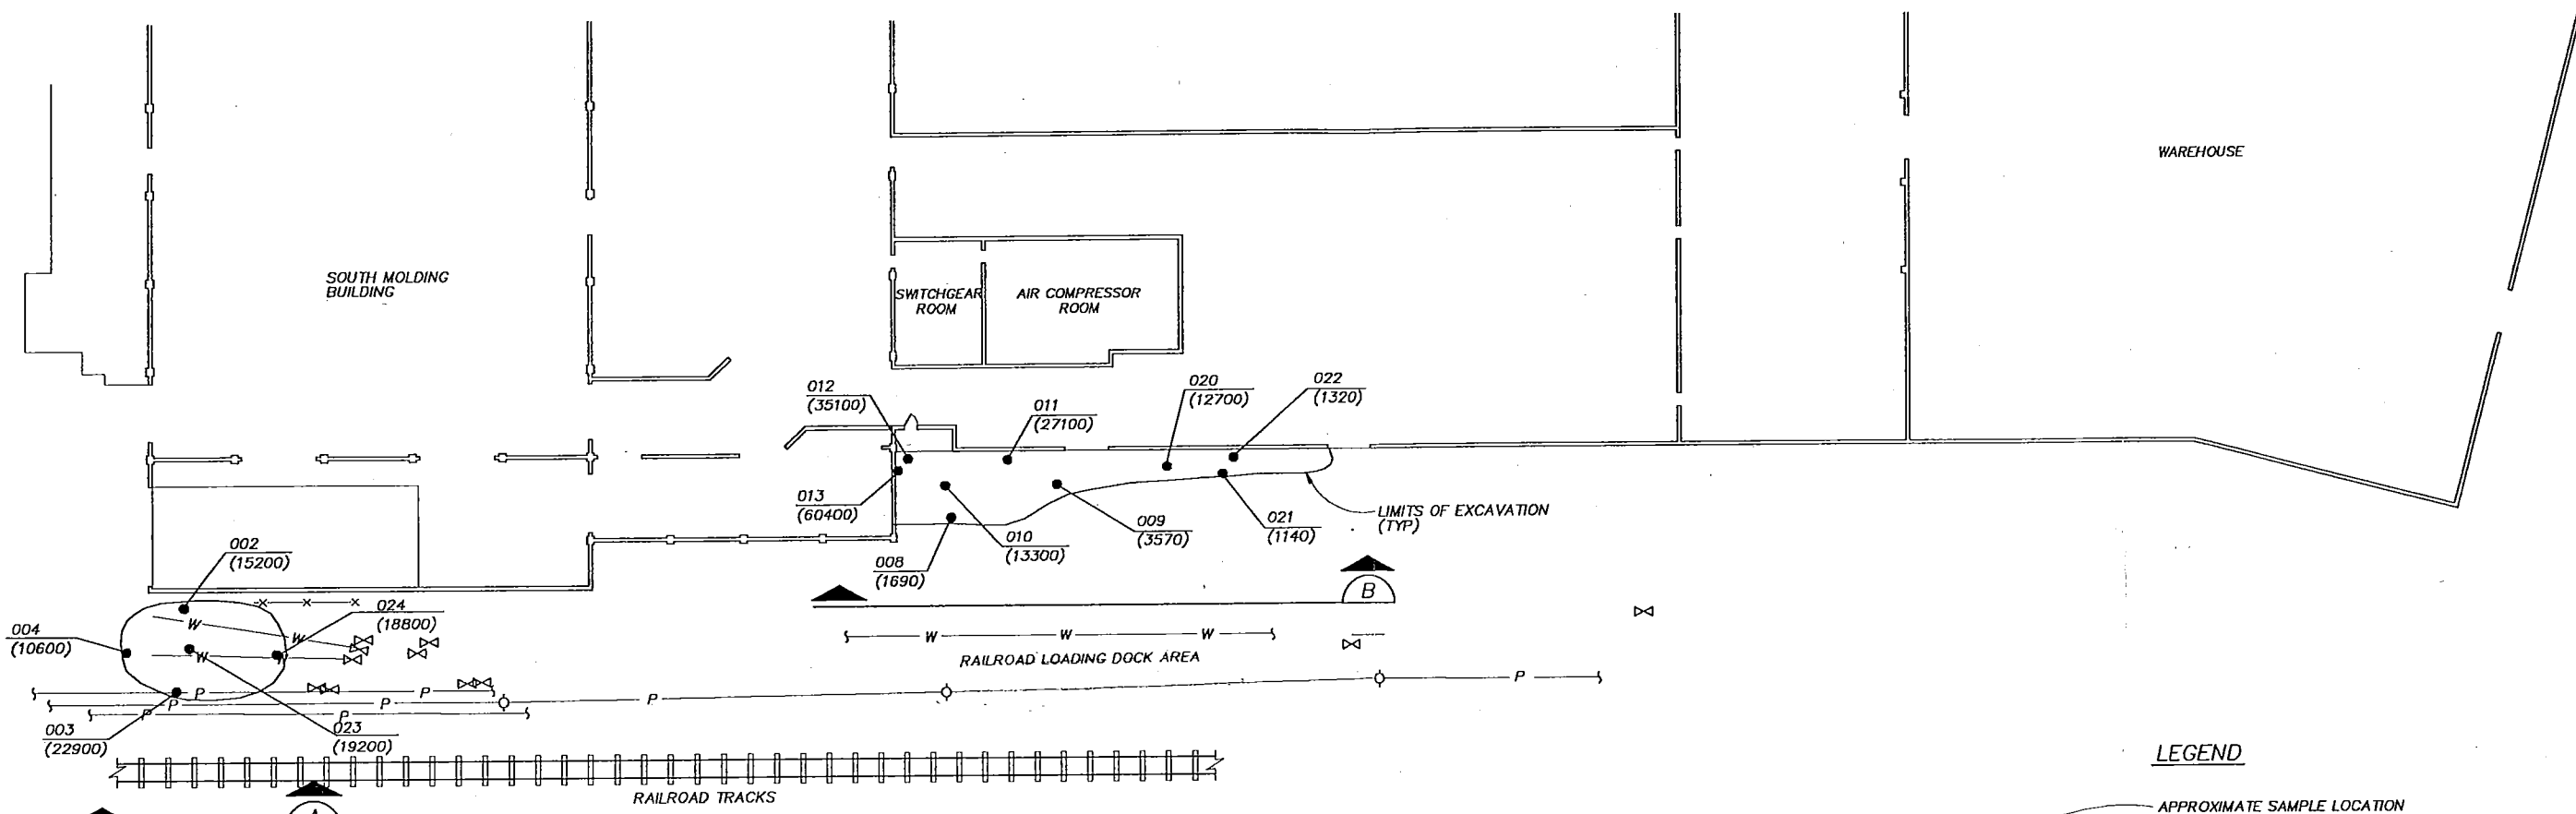 WAREHOUSE
SOUTH MOLDING
BUILDING
SWITCHGEAR
ROOM
AIR COMPRESSOR
ROOM
012
(35100)
011
(27100)
020
(12700)
022
(1320)
013
(60400)
008
(1690)
010
(13300)
009
(3570)
021
(1140)
LIMITS OF EXCAVATION
(TYP)
B
002
(15200)
024
(18800)
004
(10600)
X X X
W W
W W
W W W
RAILROAD LOADING DOCK AREA
P P
P P
P P
P
P
003
(22900)
023
(19200)
RAILROAD TRACKS
A
LEGEND
APPROXIMATE SAMPLE LOCATION